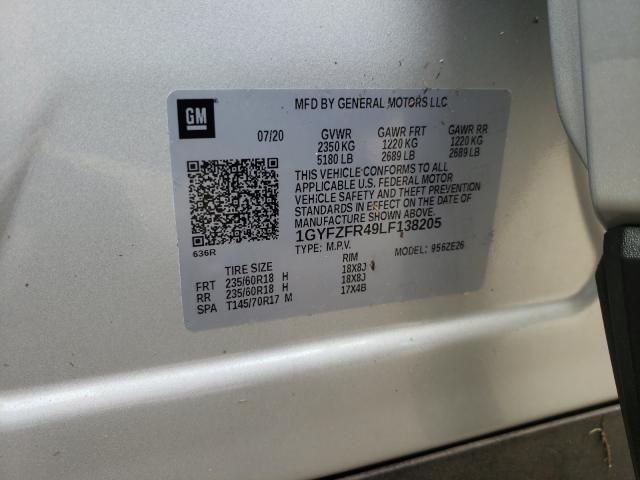 GM
MFD BY GENERAL MOTORS LLC
07/20 GVWR GAWR FRT GAWR RR
2350 KG 1220 KG 1220 KG
5180 LB 2689 LB 2689 LB
THIS VEHICLE CONFORMS TO ALL
APPLICABLE U.S. FEDERAL MOTOR
VEHICLE SAFETY AND THEFT PREVENTION
STANDARDS IN EFFECT ON THE DATE OF
MANUFACTURE SHOWN ABOVE.
1GYFZFR49LF138205
636R TYPE: M.P.V. MODEL: 956ZE26
TIRE SIZE RIM
FRT 235/60R18 H 18X8J
RR 235/60R18 H 18X8J
SPA T145/70R17 M 17X4B